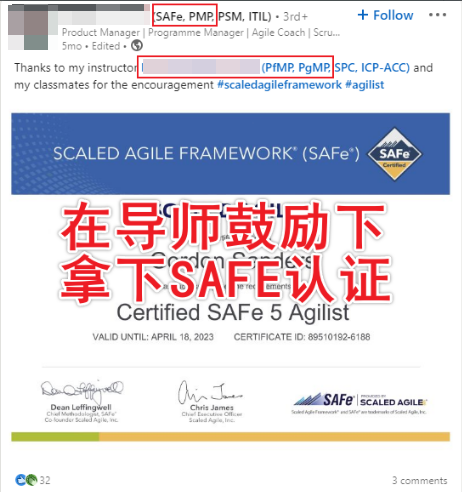 (SAFe, PMP, PSM, ITIL) • 3rd+
+ Follow
Product Manager | Programme Manager | Agile Coach | Scru...
5mo • Edited •
Thanks to my instructor (PfMP, PgMP, SPC, ICP-ACC) and
my classmates for the encouragement #scaledagileframework #agilist
SCALED AGILE FRAMEWORK® (SAFe®)
SAFe®
Certified
在导师鼓励下
Gordon Sanders
拿下SAFE认证
Certified SAFe 5 Agilist
VALID UNTIL: APRIL 18, 2023 CERTIFICATE ID: 89510192-6188
Dean Leffingwell
Chief Methodologist, SAFe®
Co-founder Scaled Agile, Inc.
Chris James
Chief Executive Officer
Scaled Agile, Inc.
SAFe® PROVIDED BY SCALED AGILE®
Scaled Agile Framework® and SAFe® are trademarks of Scaled Agile, Inc.
32
3 comments